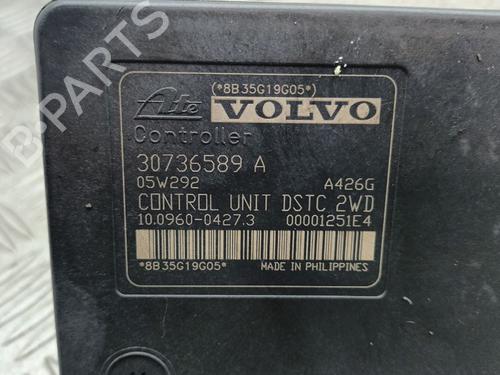 (*8B35G19G05*)
Ate VOLVO
Controller
30736589 A
05W292 A426G
CONTROL UNIT DSTC 2WD
10.0960-0427.3 00001251E4
*8B35G19G05* MADE IN PHILIPPINES
B-PARTS